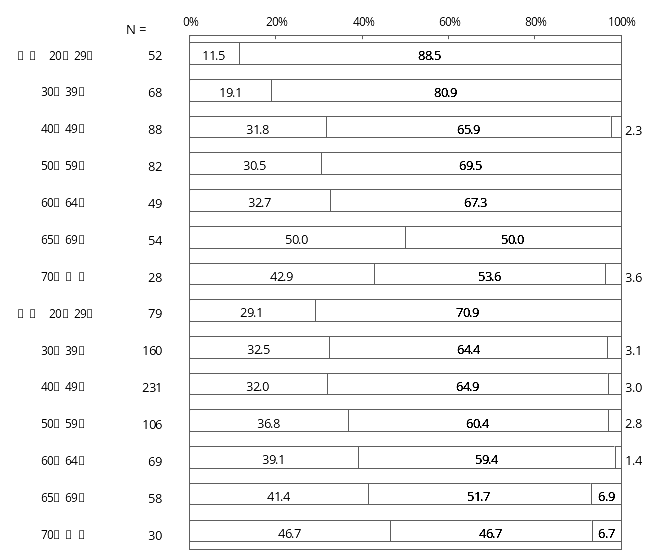 0% 20% 40% 60% 80% 100%
N =
20 29 52 11.5 88.5
30 39 68 19.1 80.9
40 49 88 31.8 65.9 2.3
50 59 82 30.5 69.5
60 64 49 32.7 67.3
65 69 54 50.0 50.0
70 28 42.9 53.6 3.6
20 29 79 29.1 70.9
30 39 160 32.5 64.4 3.1
40 49 231 32.0 64.9 3.0
50 59 106 36.8 60.4 2.8
60 64 69 39.1 59.4 1.4
65 69 58 41.4 51.7 6.9
70 30 46.7 46.7 6.7